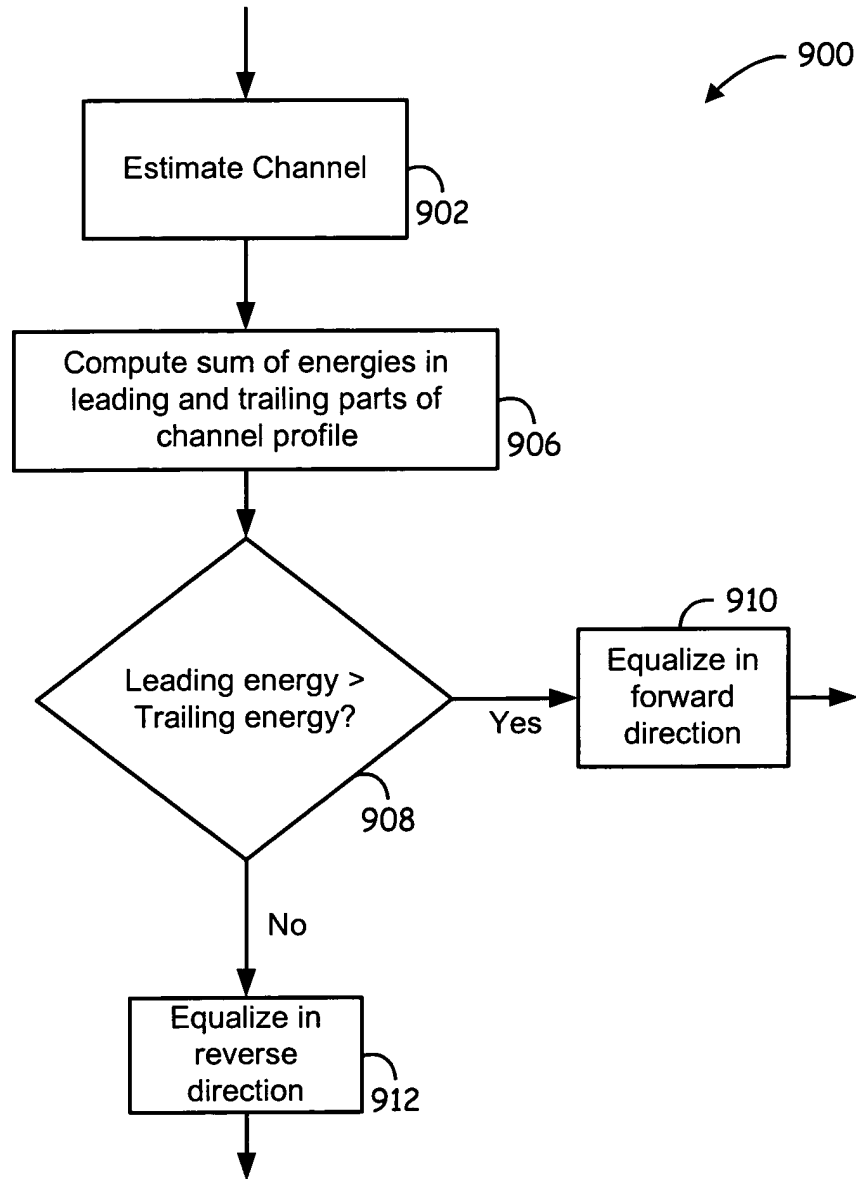 900
Estimate Channel
902
Compute sum of energies in
leading and trailing parts of
channel profile
906
Leading energy >
Trailing energy?
908
Yes
910
Equalize in
forward
direction
No
Equalize in
reverse
direction
912